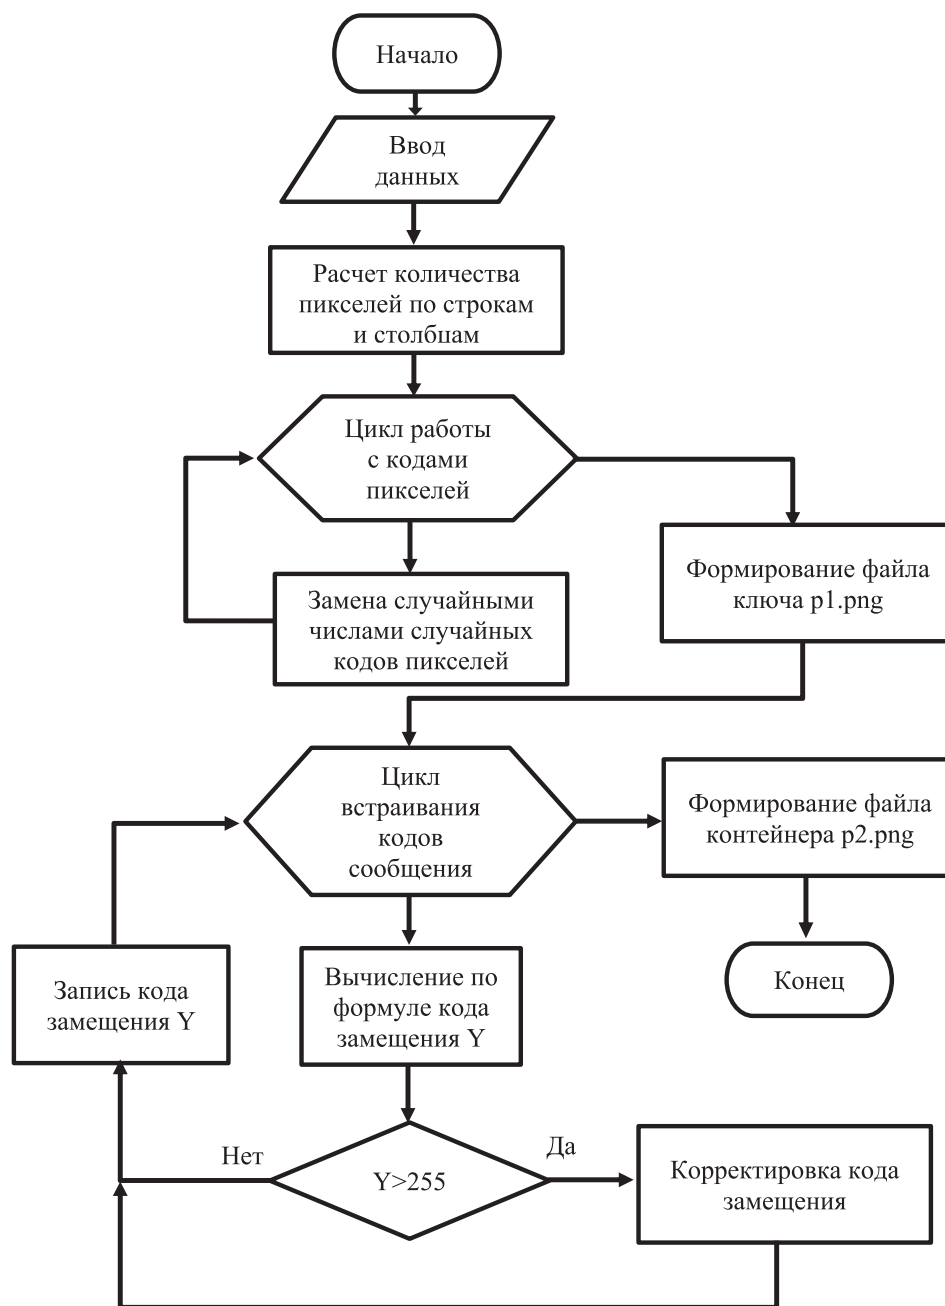 Начало
Ввод
данных
Расчет количества
пикселей по строкам
и столбцам
Цикл работы
с кодами
пикселей
Замена случайными
числами случайных
кодов пикселей
Формирование файла
ключа p1.png
Цикл
встраивания
кодов
сообщения
Формирование файла
контейнера p2.png
Конец
Запись кода
замещения Y
Вычисление по
формуле кода
замещения Y
Нет
Y>255
Да
Корректировка кода
замещения